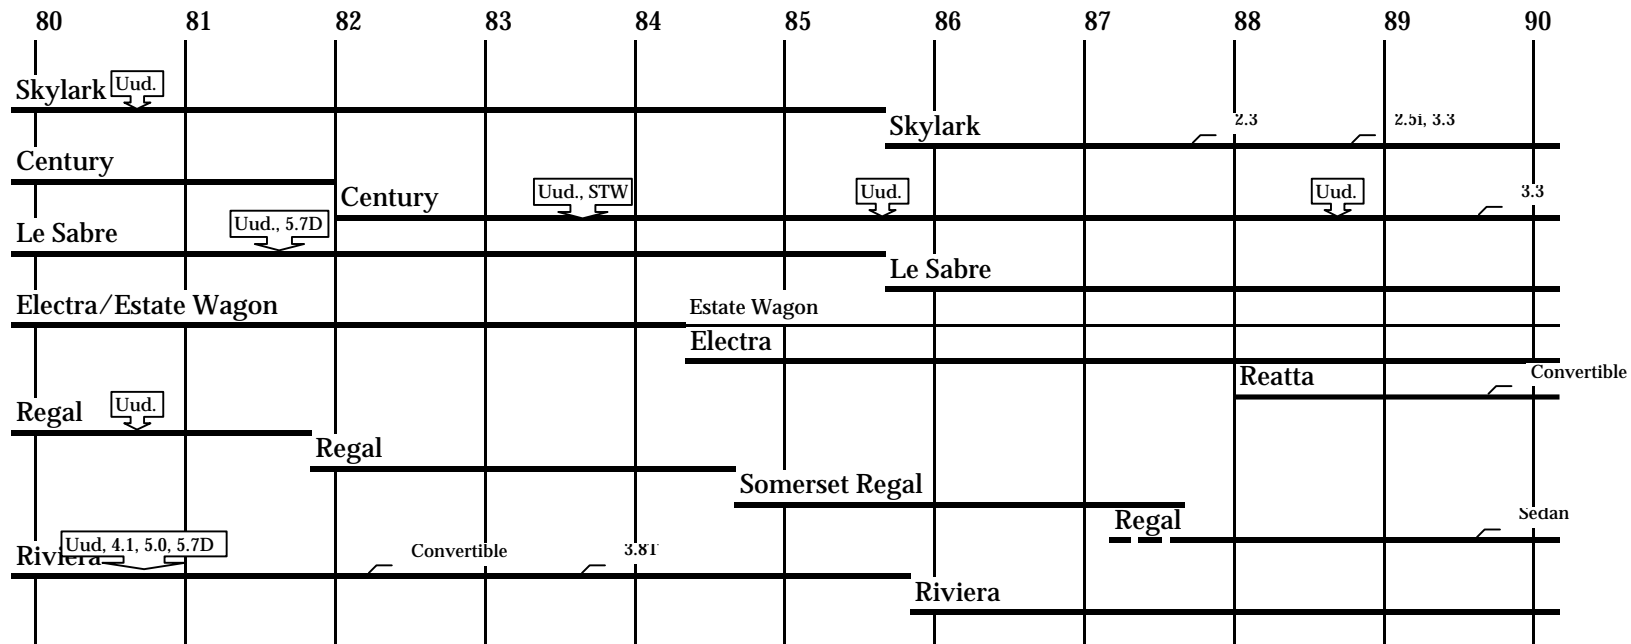 80 81 82 83 84 85 86 87 88 89 90
Skylark Uud.
Skylark 2.3 2.5i, 3.3
Century
Century Uud., STW Uud. Uud. 3.3
Le Sabre Uud., 5.7D
Le Sabre
Electra/Estate Wagon Estate Wagon
Electra
Reatta Convertible
Regal Uud.
Regal
Somerset Regal
Regal Sedan
Riviera Uud, 4.1, 5.0, 5.7D Convertible 3.8T
Riviera